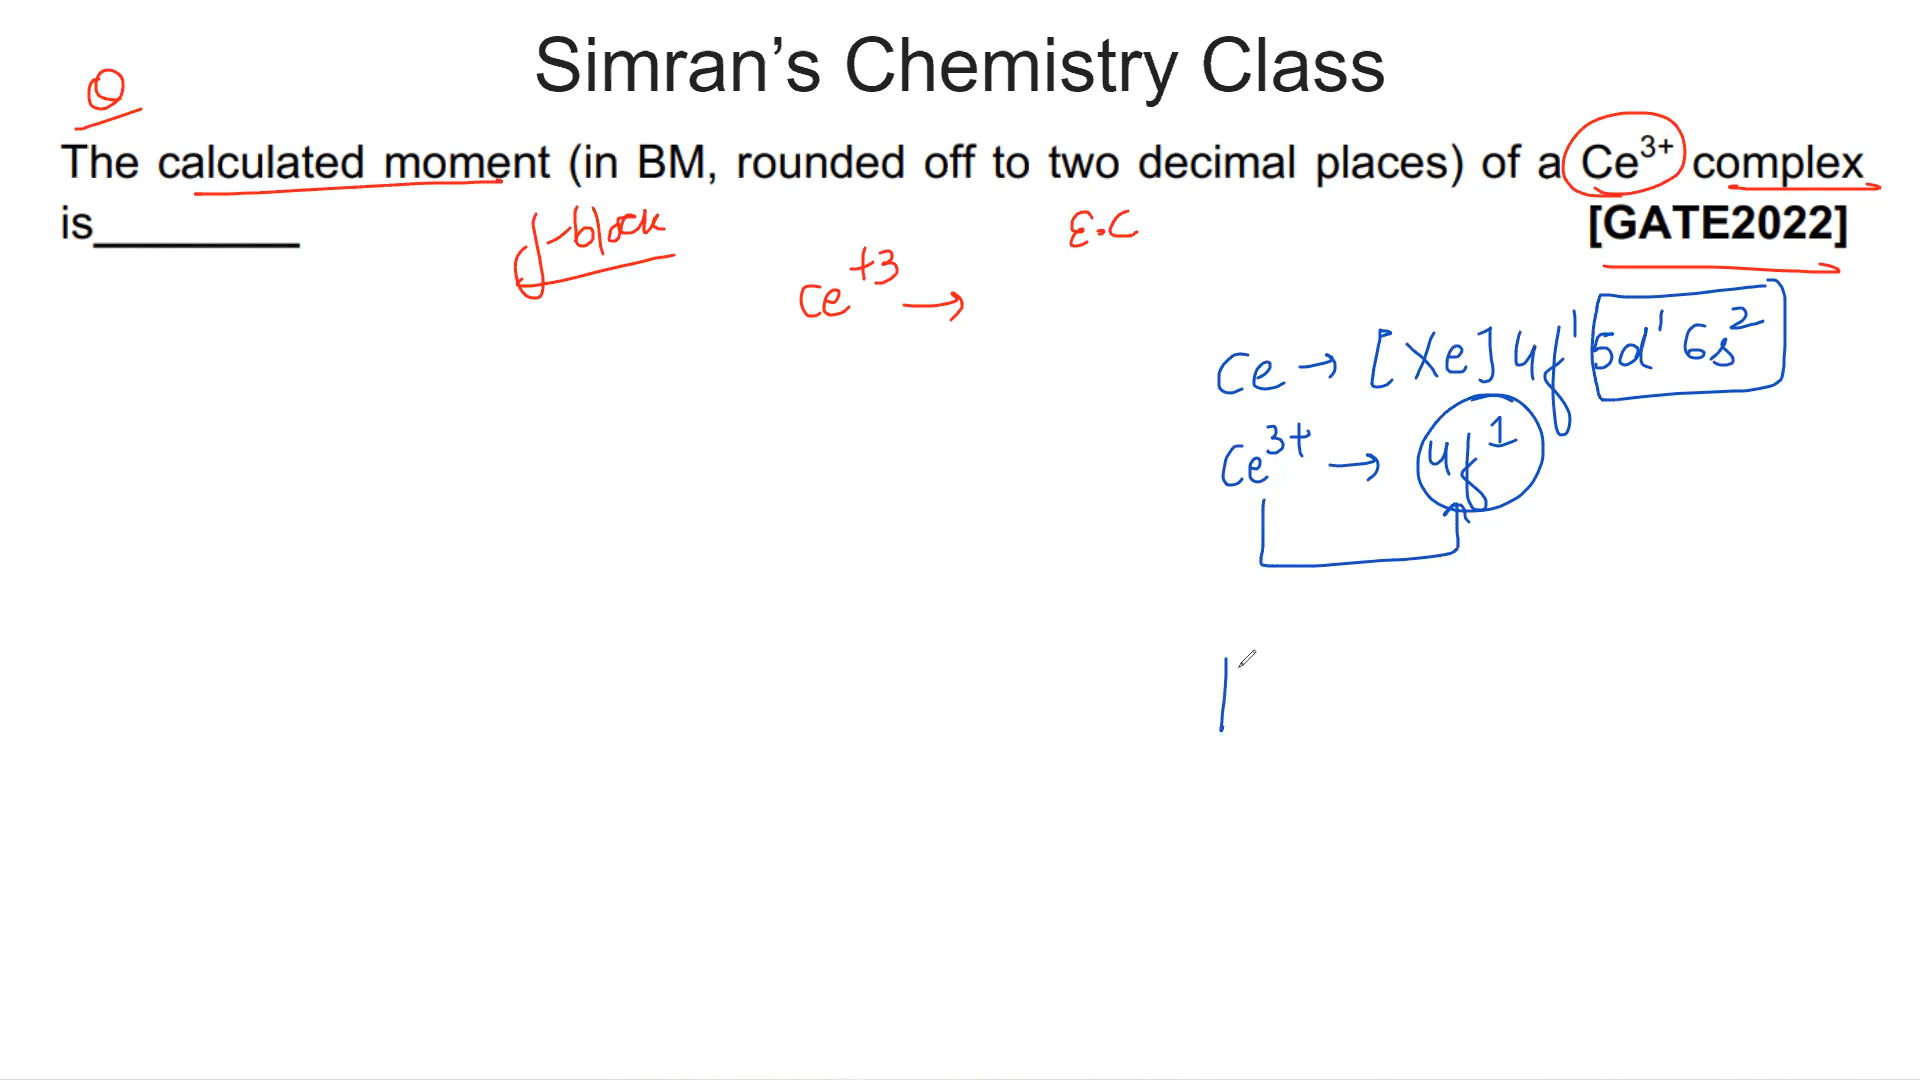 Simran's Chemistry Class
Q
The calculated moment (in BM, rounded off to two decimal places) of a Ce³⁺ complex
is________ [GATE2022]
d-block
E.C
Ce⁺³ →
Ce → [Xe] 4f¹ 5d¹ 6s²
Ce³⁺ → 4f¹